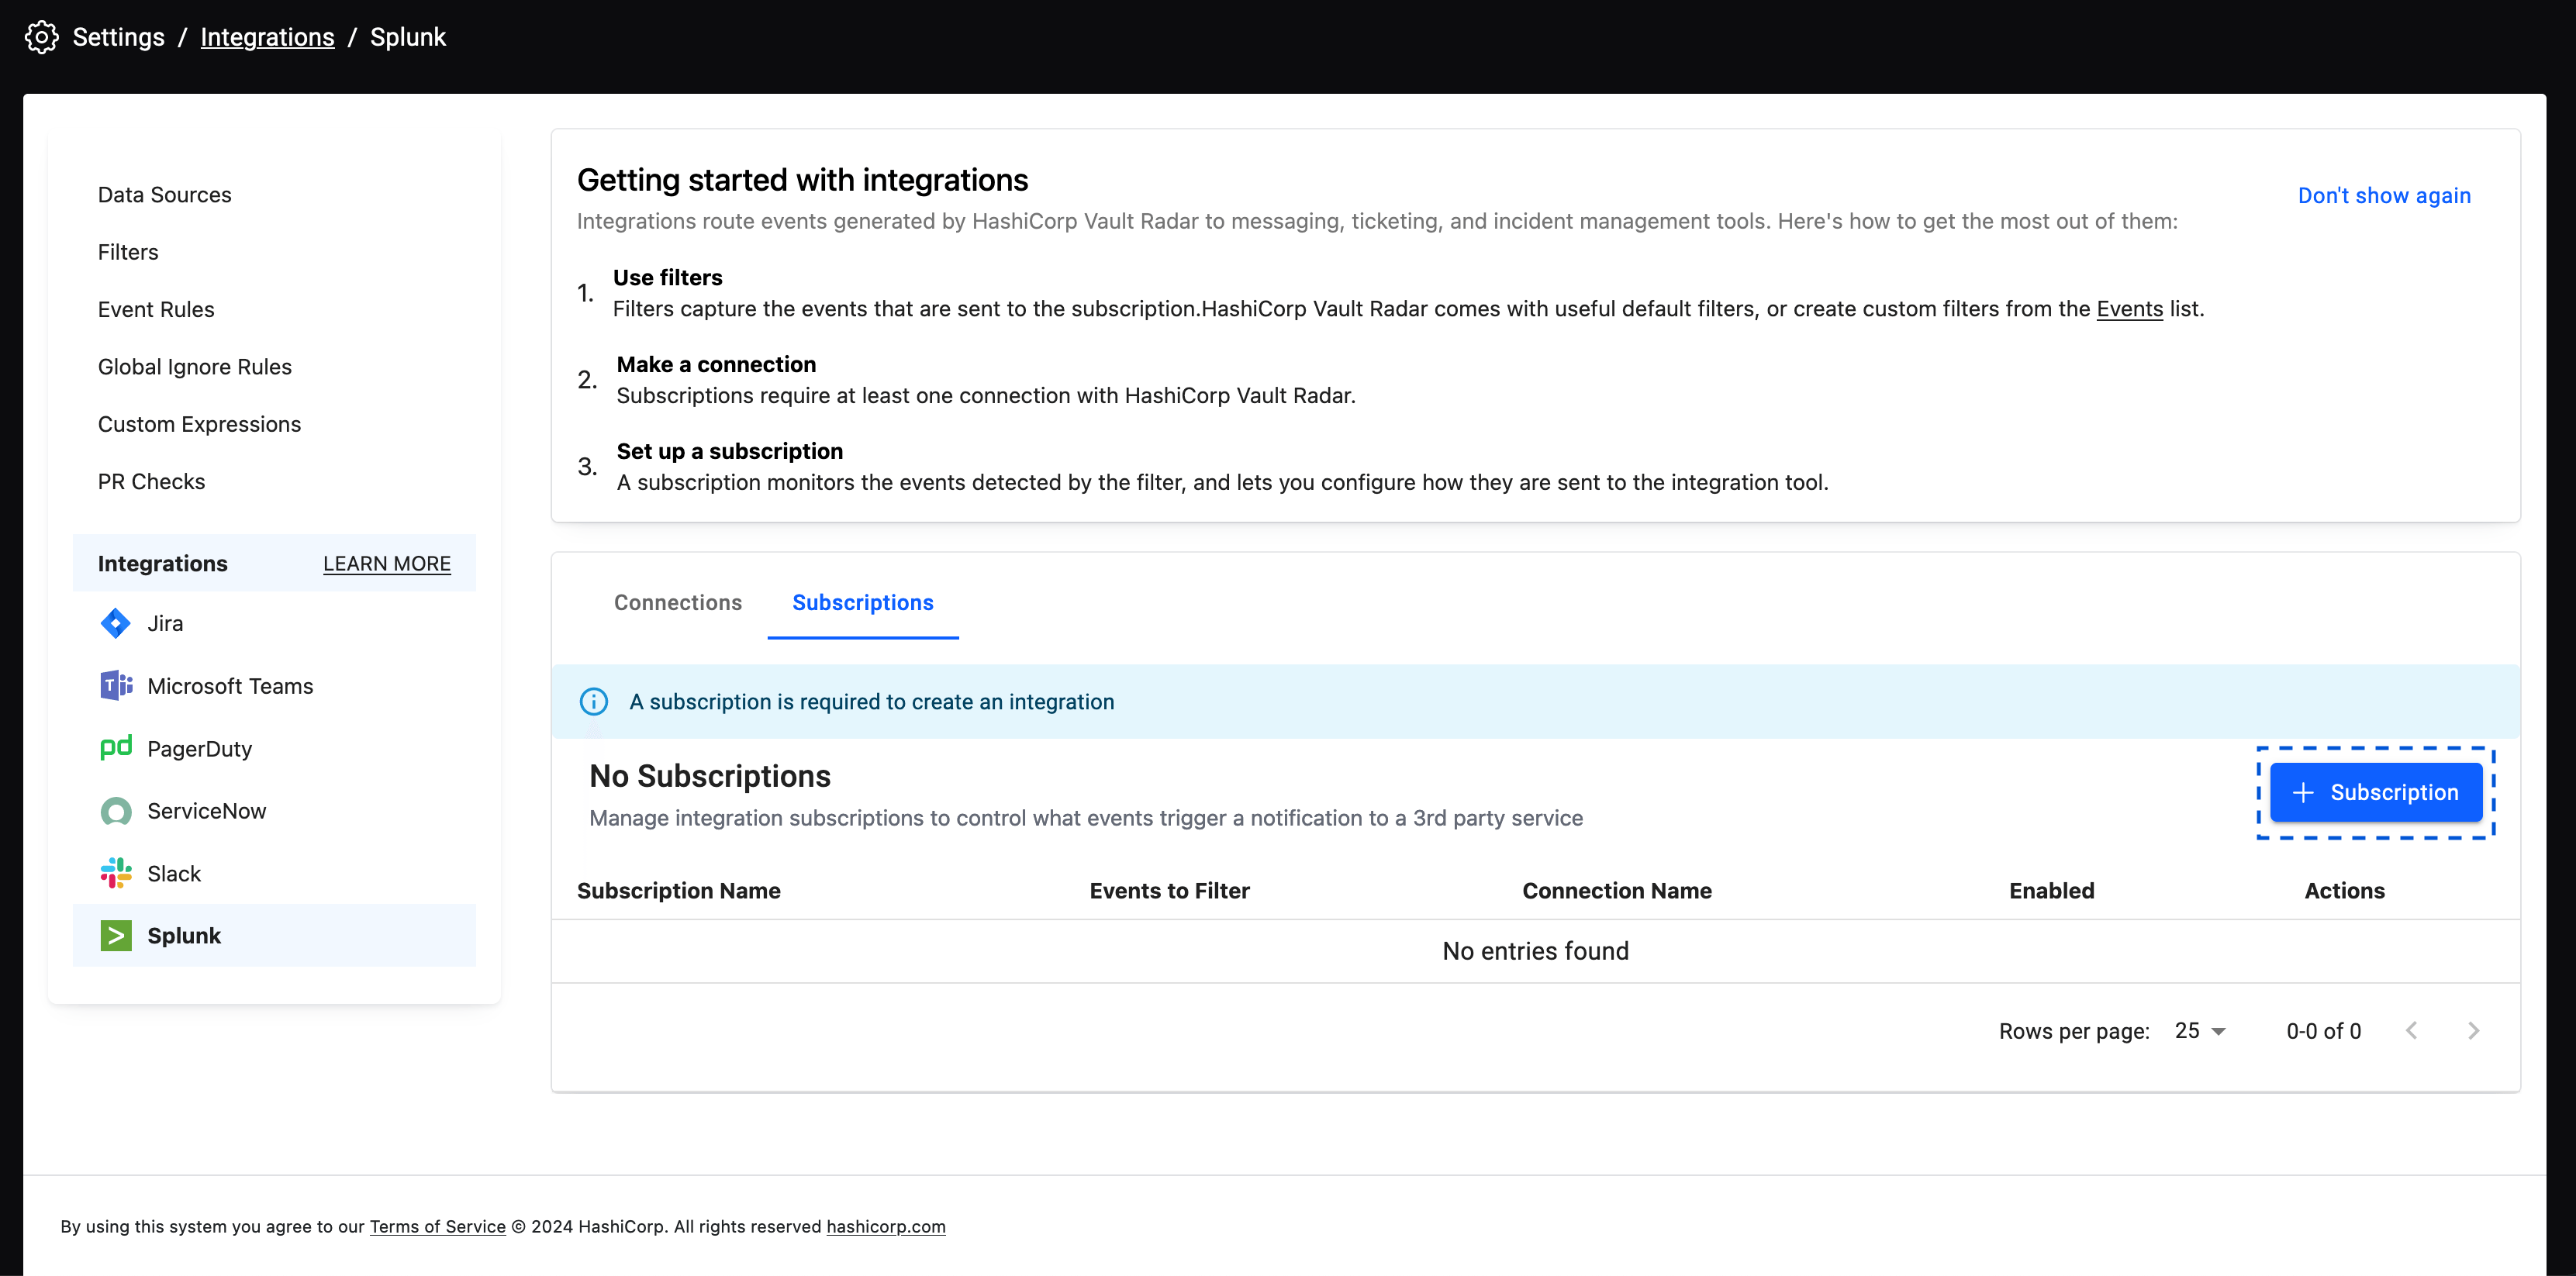 Settings / Integrations / Splunk
Data Sources
Filters
Event Rules
Global Ignore Rules
Custom Expressions
PR Checks
Integrations LEARN MORE
Jira
Microsoft Teams
PagerDuty
ServiceNow
Slack
Splunk
Getting started with integrations
Don't show again
Integrations route events generated by HashiCorp Vault Radar to messaging, ticketing, and incident management tools. Here's how to get the most out of them:
1. Use filters
Filters capture the events that are sent to the subscription.HashiCorp Vault Radar comes with useful default filters, or create custom filters from the Events list.
2. Make a connection
Subscriptions require at least one connection with HashiCorp Vault Radar.
3. Set up a subscription
A subscription monitors the events detected by the filter, and lets you configure how they are sent to the integration tool.
Connections Subscriptions
A subscription is required to create an integration
No Subscriptions
Manage integration subscriptions to control what events trigger a notification to a 3rd party service
+ Subscription
Subscription Name Events to Filter Connection Name Enabled Actions
No entries found
Rows per page: 25 0-0 of 0
By using this system you agree to our Terms of Service © 2024 HashiCorp. All rights reserved hashicorp.com